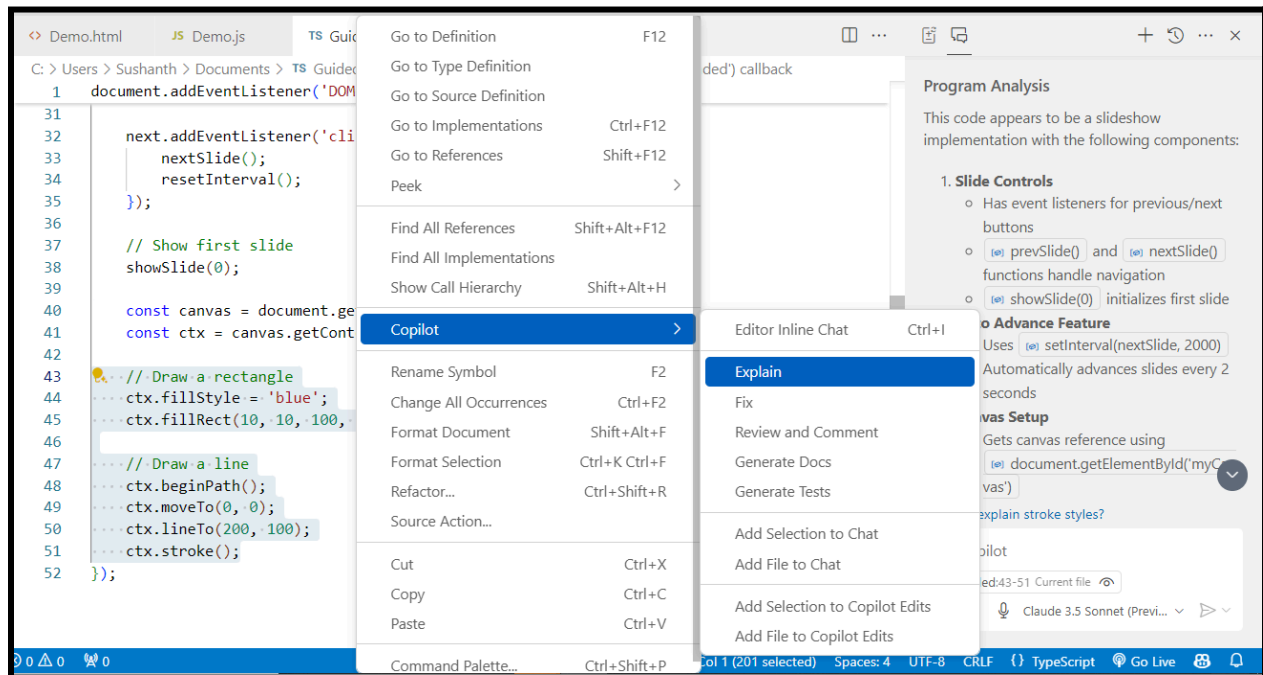 Demo.html
JS Demo.js
TS Guid
C: > Users > Sushanth > Documents > TS Guided
ded') callback
1 document.addEventListener('DOM
31
32 next.addEventListener('cli
33 nextSlide();
34 resetInterval();
35 });
36
37 // Show first slide
38 showSlide(0);
39
40 const canvas = document.ge
41 const ctx = canvas.getCont
42
43 // Draw a rectangle
44 ctx.fillStyle = 'blue';
45 ctx.fillRect(10, 10, 100,
46
47 // Draw a line
48 ctx.beginPath();
49 ctx.moveTo(0, 0);
50 ctx.lineTo(200, 100);
51 ctx.stroke();
52 });
Go to Definition F12
Go to Type Definition
Go to Source Definition
Go to Implementations Ctrl+F12
Go to References Shift+F12
Peek
Find All References Shift+Alt+F12
Find All Implementations
Show Call Hierarchy Shift+Alt+H
Copilot
Rename Symbol F2
Change All Occurrences Ctrl+F2
Format Document Shift+Alt+F
Format Selection Ctrl+K Ctrl+F
Refactor... Ctrl+Shift+R
Source Action...
Cut Ctrl+X
Copy Ctrl+C
Paste Ctrl+V
Command Palette... Ctrl+Shift+P
Editor Inline Chat Ctrl+I
Explain
Fix
Review and Comment
Generate Docs
Generate Tests
Add Selection to Chat
Add File to Chat
Add Selection to Copilot Edits
Add File to Copilot Edits
Program Analysis
This code appears to be a slideshow
implementation with the following components:
1. Slide Controls
Has event listeners for previous/next
buttons
prevSlide() and nextSlide()
functions handle navigation
showSlide(0) initializes first slide
o Advance Feature
Uses setInterval(nextSlide, 2000)
Automatically advances slides every 2
seconds
vas Setup
Gets canvas reference using
document.getElementById('myC
vas')
explain stroke styles?
pilot
ed:43-51 Current file
Claude 3.5 Sonnet (Previ...
0 0 0
Col 1 (201 selected) Spaces: 4 UTF-8 CRLF {} TypeScript Go Live